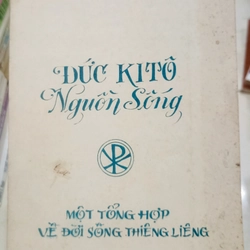 ĐỨC KITÔ
Nguồn Sống
MỘT TỔNG HỢP
VỀ ĐỜI SỐNG THIÊNG LIÊNG